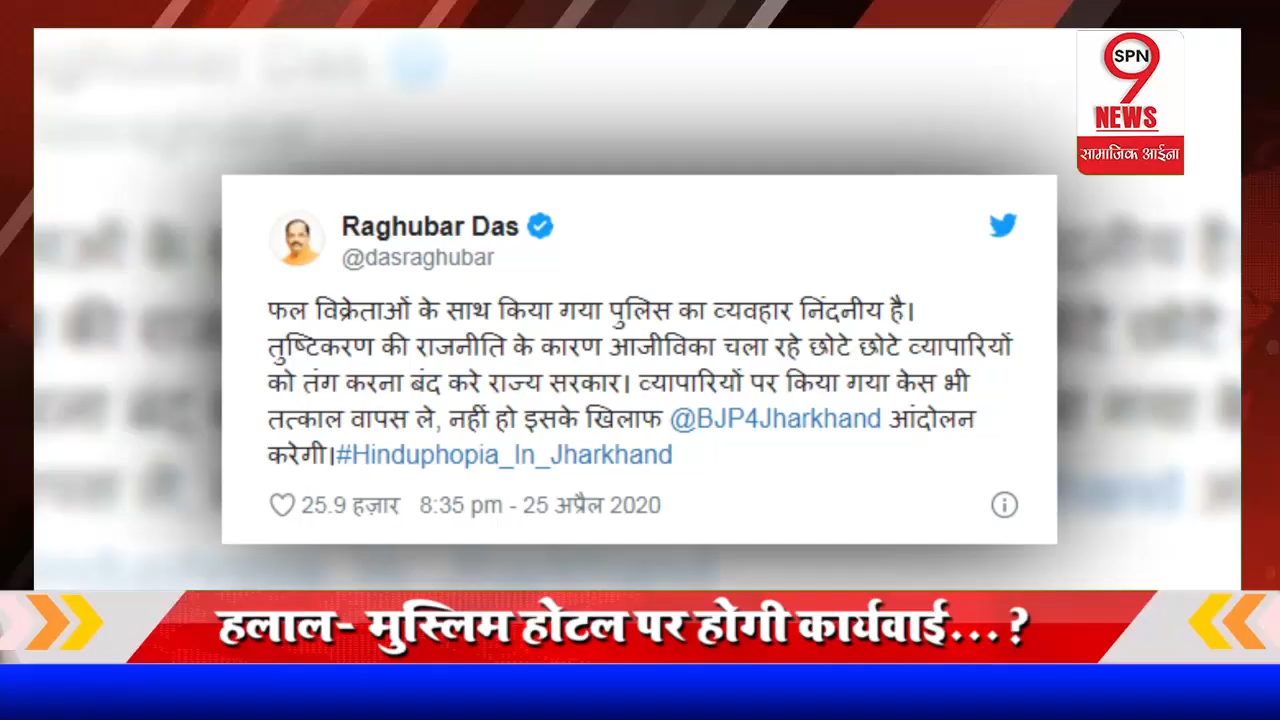 SPN
9
NEWS
सामाजिक आईना
Raghubar Das
@dasraghubar
फल विक्रेताओं के साथ किया गया पुलिस का व्यवहार निंदनीय है।
तुष्टिकरण की राजनीति के कारण आजीविका चला रहे छोटे छोटे व्यापारियों
को तंग करना बंद करे राज्य सरकार। व्यापारियों पर किया गया केस भी
तत्काल वापस ले, नहीं हो इसके खिलाफ @BJP4Jharkhand आंदोलन
करेगी।#Hinduphopia_In_Jharkhand
25.9 हज़ार 8:35 pm - 25 अप्रैल 2020
हलाल- मुस्लिम होटल पर होगी कार्यवाई...?